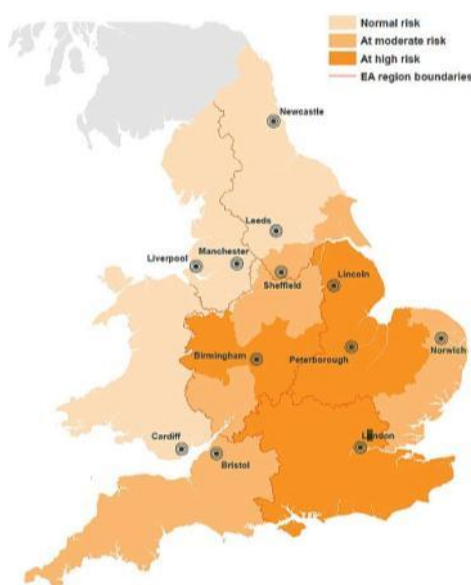 Normal risk
At moderate risk
At high risk
EA region boundaries
Newcastle
Leeds
Liverpool
Manchester
Sheffield
Lincoln
Birmingham
Peterborough
Norwich
Cardiff
Bristol
London